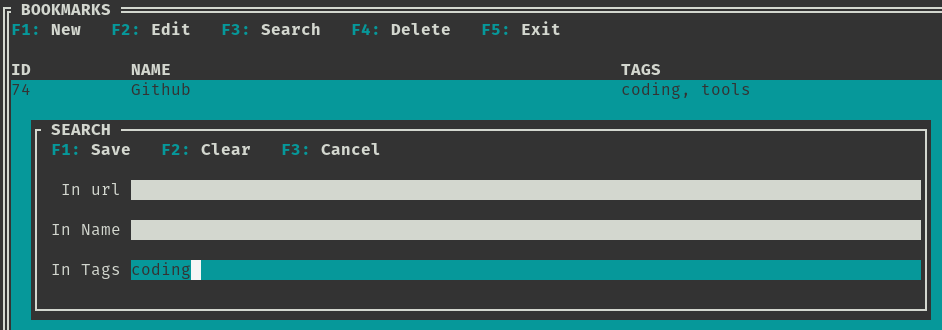 BOOKMARKS
F1: New F2: Edit F3: Search F4: Delete F5: Exit
ID NAME TAGS
74 Github coding, tools
SEARCH
F1: Save F2: Clear F3: Cancel
In url
In Name
In Tags coding